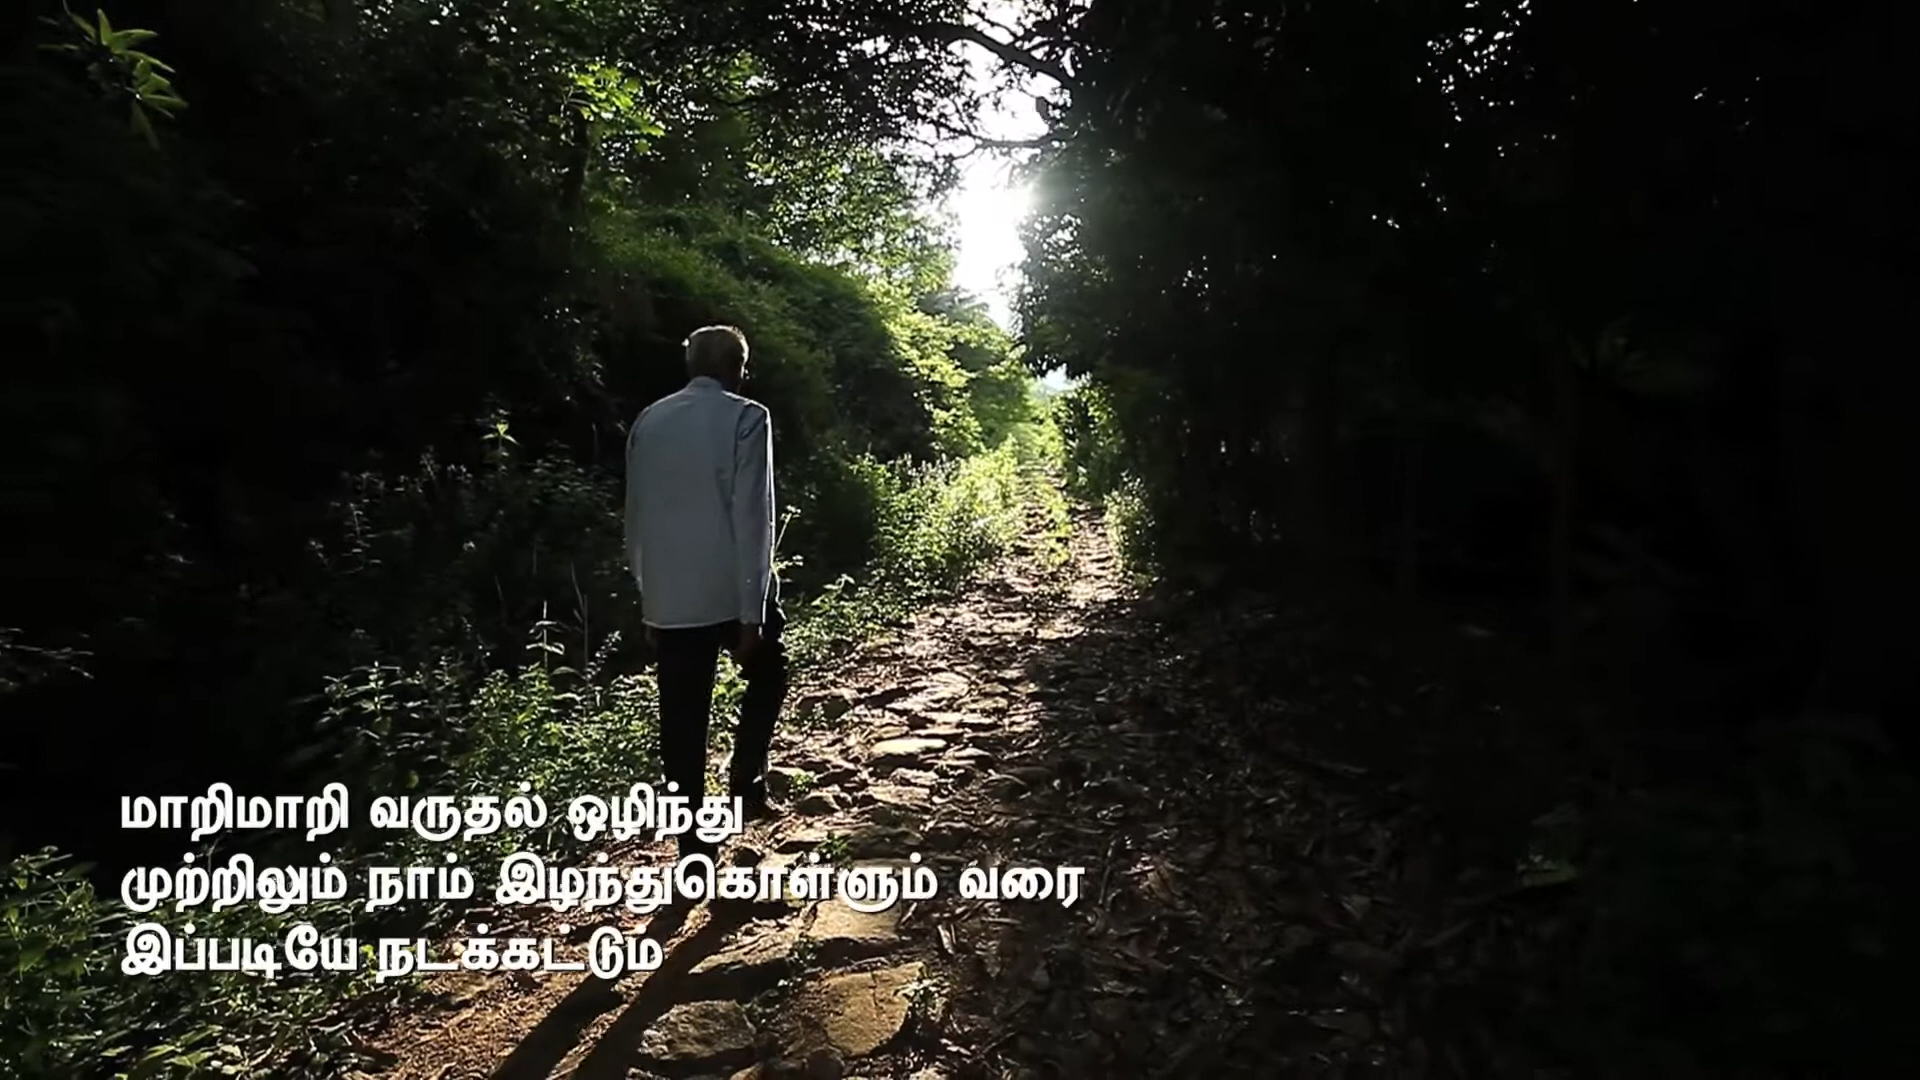 மாறிமாறி வருதல் ஒழிந்து
முற்றிலும் நாம் இழந்துகொள்ளும் வரை
இப்படியே நடக்கட்டும்